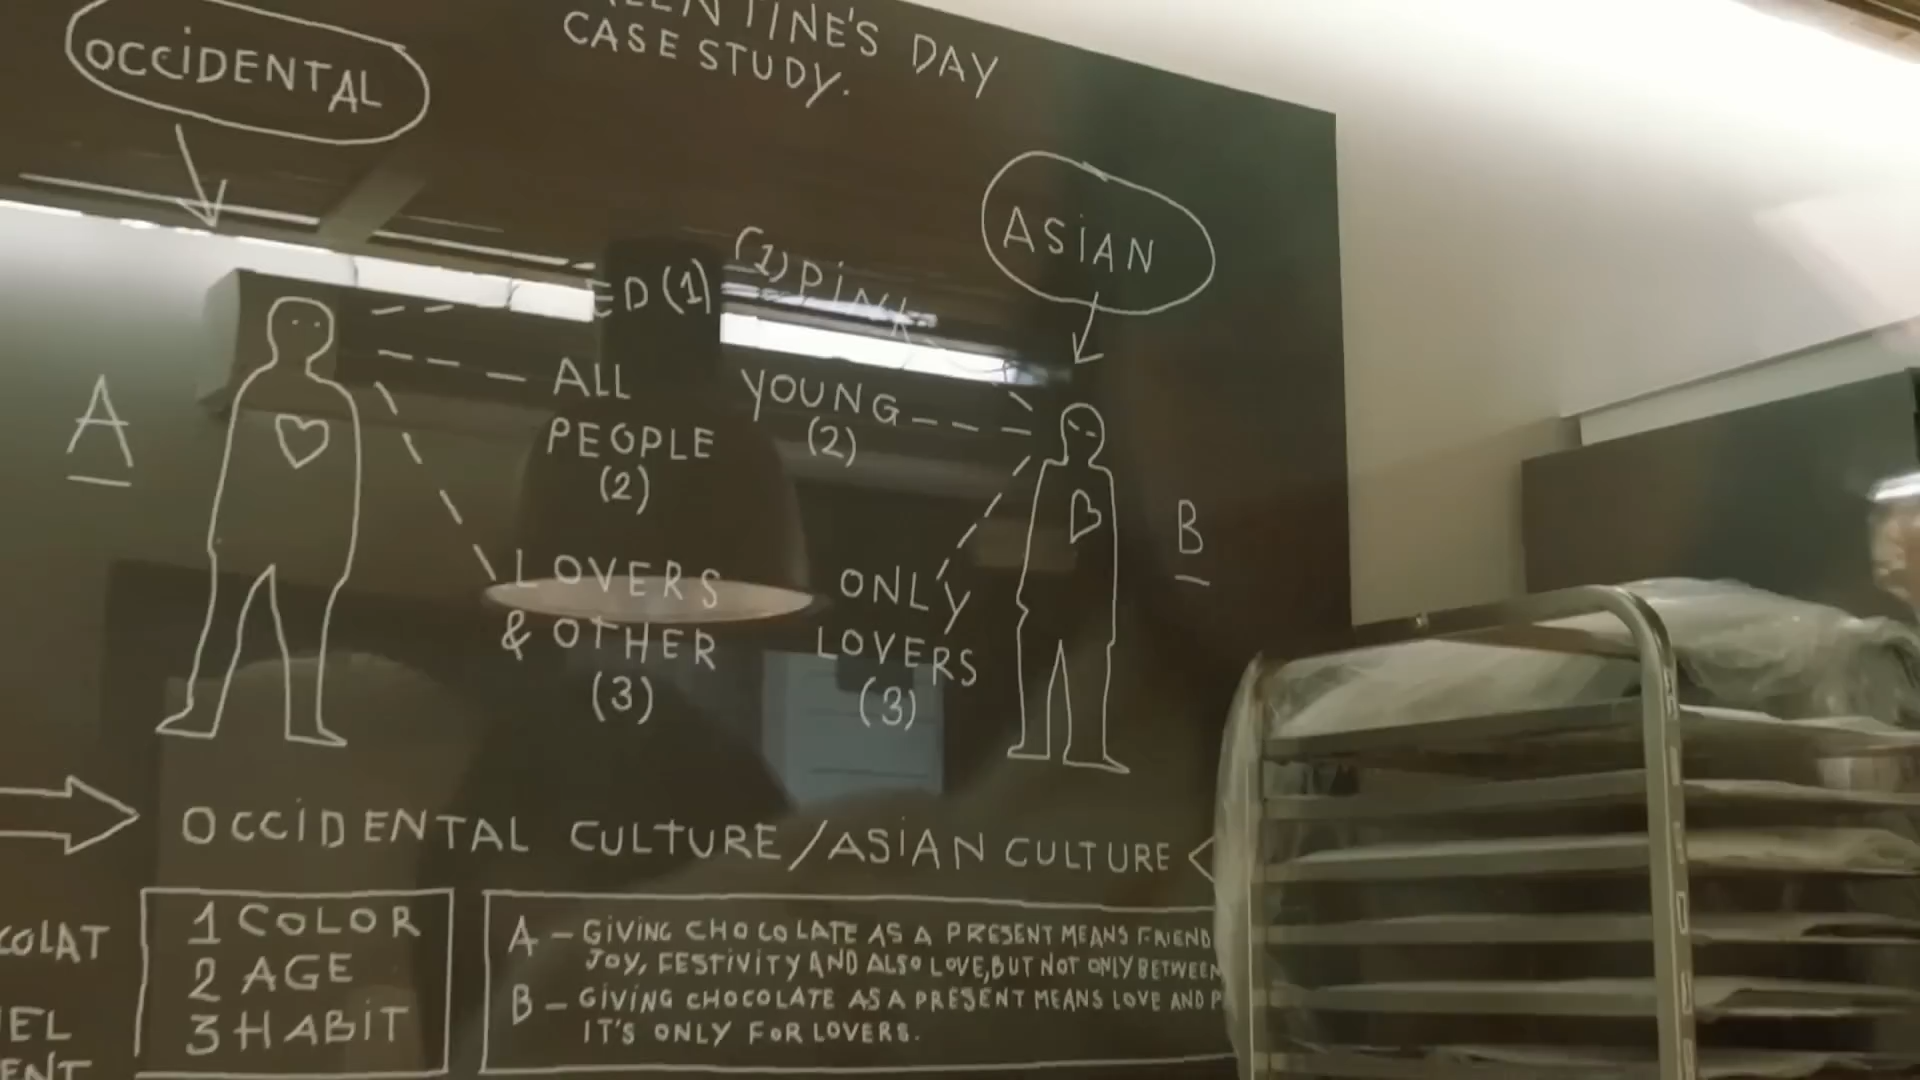 DAY
CASE STUDY.
OCCIDENTAL
ASIAN
(1)
(1) PINK
A
ALL
PEOPLE
(2)
YOUNG
(2)
B
LOVERS
& OTHER
(3)
ONLY
LOVERS
(3)
OCCIDENTAL CULTURE/ASIAN CULTURE
1 COLOR
2 AGE
3 HABIT
A - GIVING CHOCOLATE AS A PRESENT MEANS
JOY, FESTIVITY AND ALSO LOVE, BUT NOT ONLY BETWEEN
B - GIVING CHOCOLATE AS A PRESENT MEANS LOVE AND
IT'S ONLY FOR LOVERS.